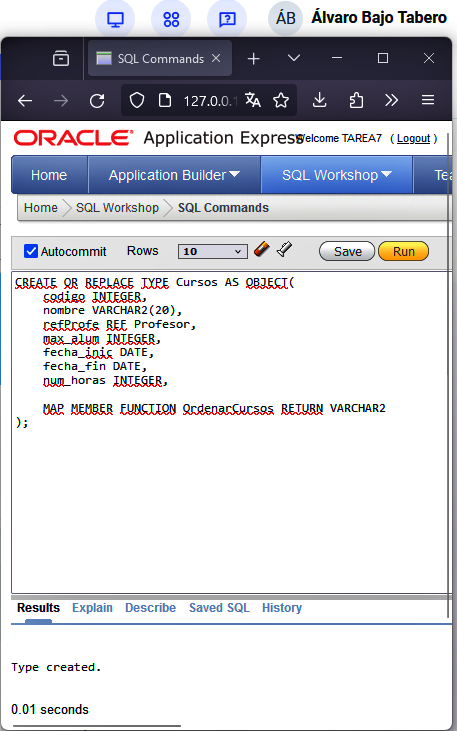 ÁB Álvaro Bajo Tabero
SQL Commands
127.0.0.1
ORACLE Application Express
Welcome TAREA7 ( Logout )
Home Application Builder SQL Workshop Tea
Home SQL Workshop SQL Commands
Autocommit Rows 10 Save Run
CREATE OR REPLACE TYPE Cursos AS OBJECT(
codigo INTEGER,
nombre VARCHAR2(20),
refProfe REF Profesor,
max_alum INTEGER,
fecha_inic DATE,
fecha_fin DATE,
num_horas INTEGER,
MAP MEMBER FUNCTION OrdenarCursos RETURN VARCHAR2
);
Results Explain Describe Saved SQL History
Type created.
0.01 seconds